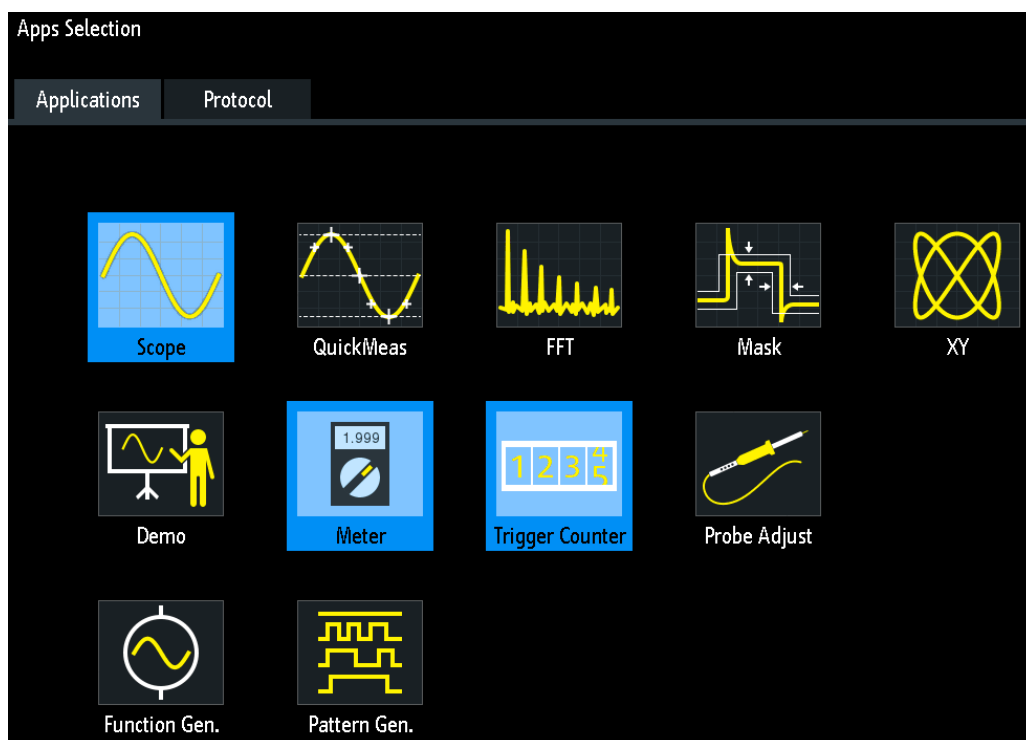 Apps Selection
Applications Protocol
Scope QuickMeas FFT Mask XY
1.999
1 2 3 4
5
Demo Meter Trigger Counter Probe Adjust
Function Gen. Pattern Gen.